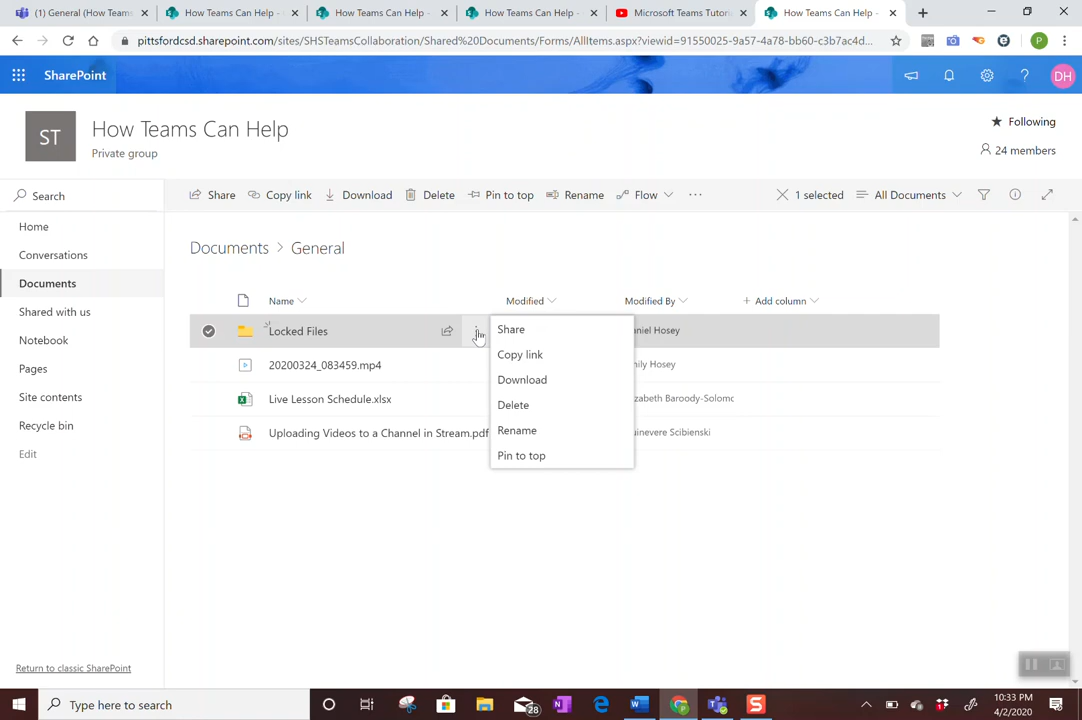 (1) General (How Teams
How Teams Can Help -
How Teams Can Help -
How Teams Can Help -
Microsoft Teams Tutori
How Teams Can Help -
pittsfordcsd.sharepoint.com/sites/SHSTeamsCollaboration/Shared%20Documents/Forms/AllItems.aspx?viewid=91550025-9a57-4a78-bb60-c3b7ac4d...
P
SharePoint
DH
ST
How Teams Can Help
Private group
Following
24 members
Search
Share
Copy link
Download
Delete
Pin to top
Rename
Flow
1 selected
All Documents
Home
Conversations
Documents
Shared with us
Notebook
Pages
Site contents
Recycle bin
Edit
Documents > General
Name
Modified
Modified By
+ Add column
Locked Files
aniel Hosey
20200324_083459.mp4
nily Hosey
Live Lesson Schedule.xlsx
izabeth Baroody-Solomo
Uploading Videos to a Channel in Stream.pdf
uinevere Scibienski
Share
Copy link
Download
Delete
Rename
Pin to top
Return to classic SharePoint
Type here to search
28
10:33 PM
4/2/2020